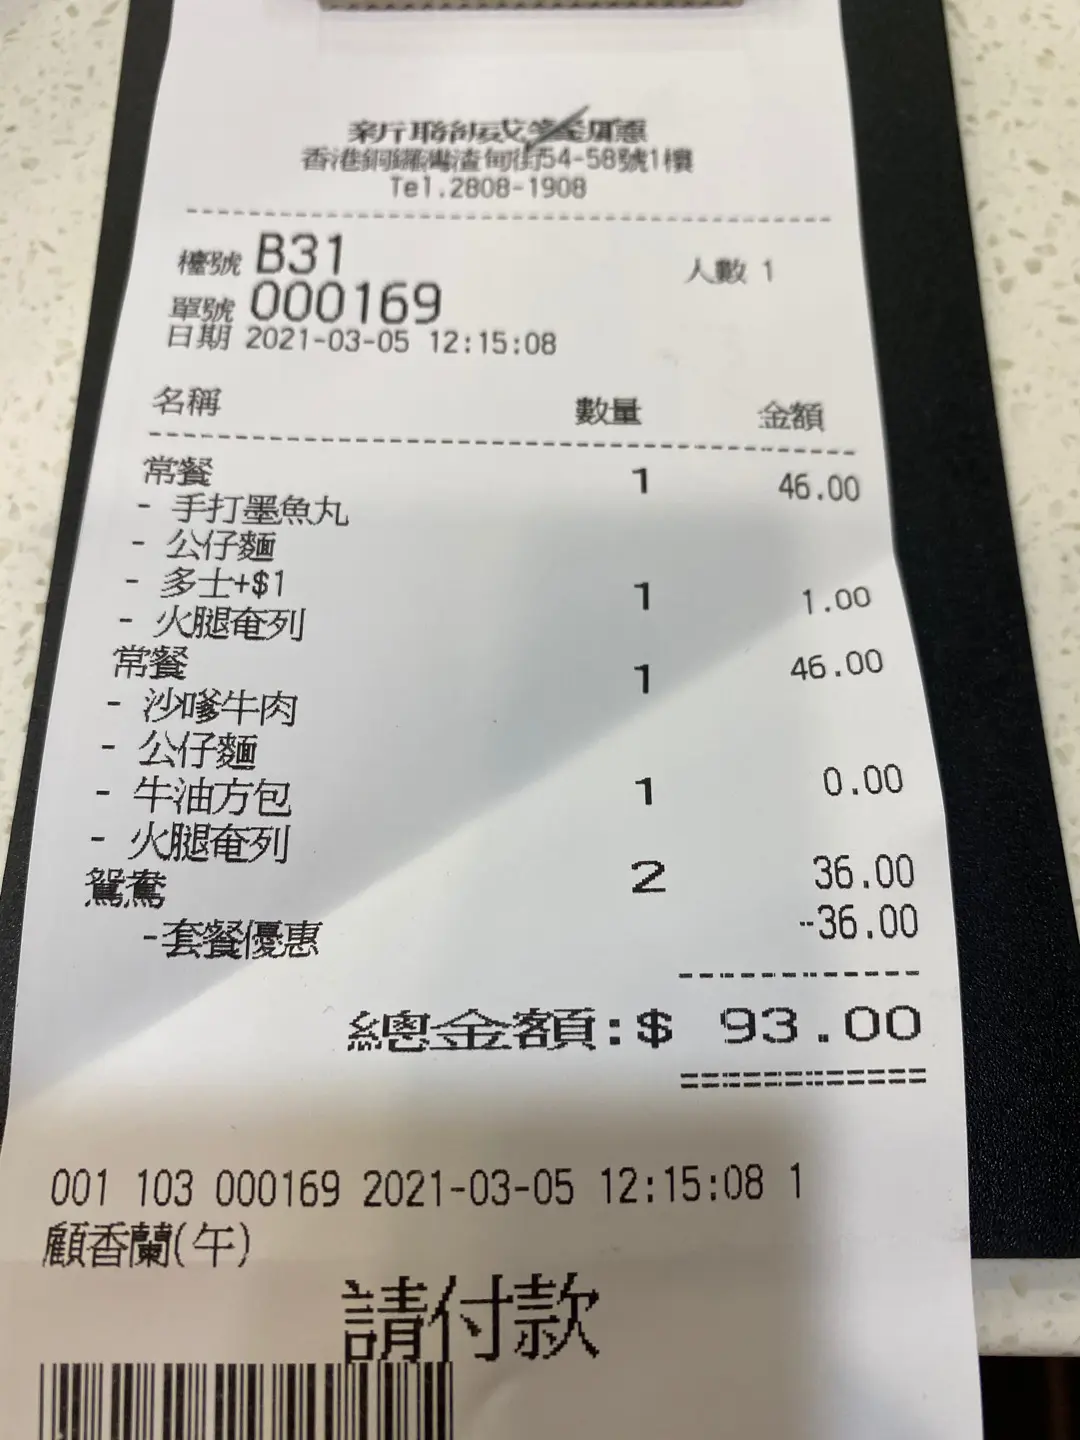 香港銅鑼灣渣甸街54-58號1樓
Tel.2808-1908
檯號 B31
人數 1
單號 000169
日期 2021-03-05 12:15:08
名稱 數量 金額
常餐 1 46.00
- 手打墨魚丸
- 公仔麵
- 多士+$1 1 1.00
- 火腿奄列
常餐 1 46.00
- 沙嗲牛肉
- 公仔麵
- 牛油方包 1 0.00
- 火腿奄列
鴛鴦 2 36.00
-套餐優惠 -36.00
總金額:$ 93.00
001 103 000169 2021-03-05 12:15:08 1
顧香蘭(午)
請付款